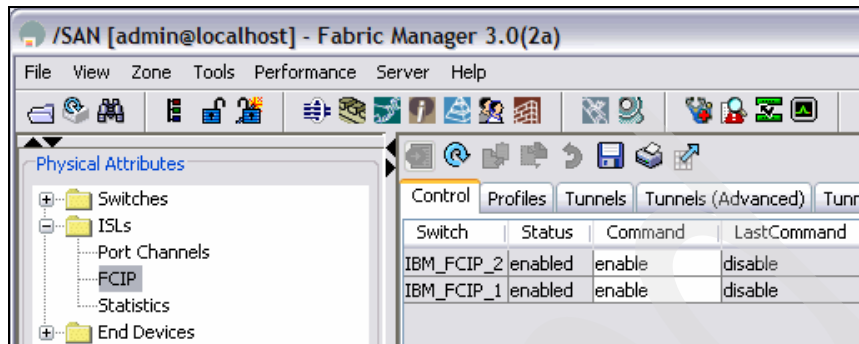 /SAN [admin@localhost] - Fabric Manager 3.0(2a)
File View Zone Tools Performance Server Help
Physical Attributes
Switches
ISLs
Port Channels
FCIP
Statistics
End Devices
Control Profiles Tunnels Tunnels (Advanced) Tunn
Switch Status Command LastCommand
IBM_FCIP_2 enabled enable disable
IBM_FCIP_1 enabled enable disable